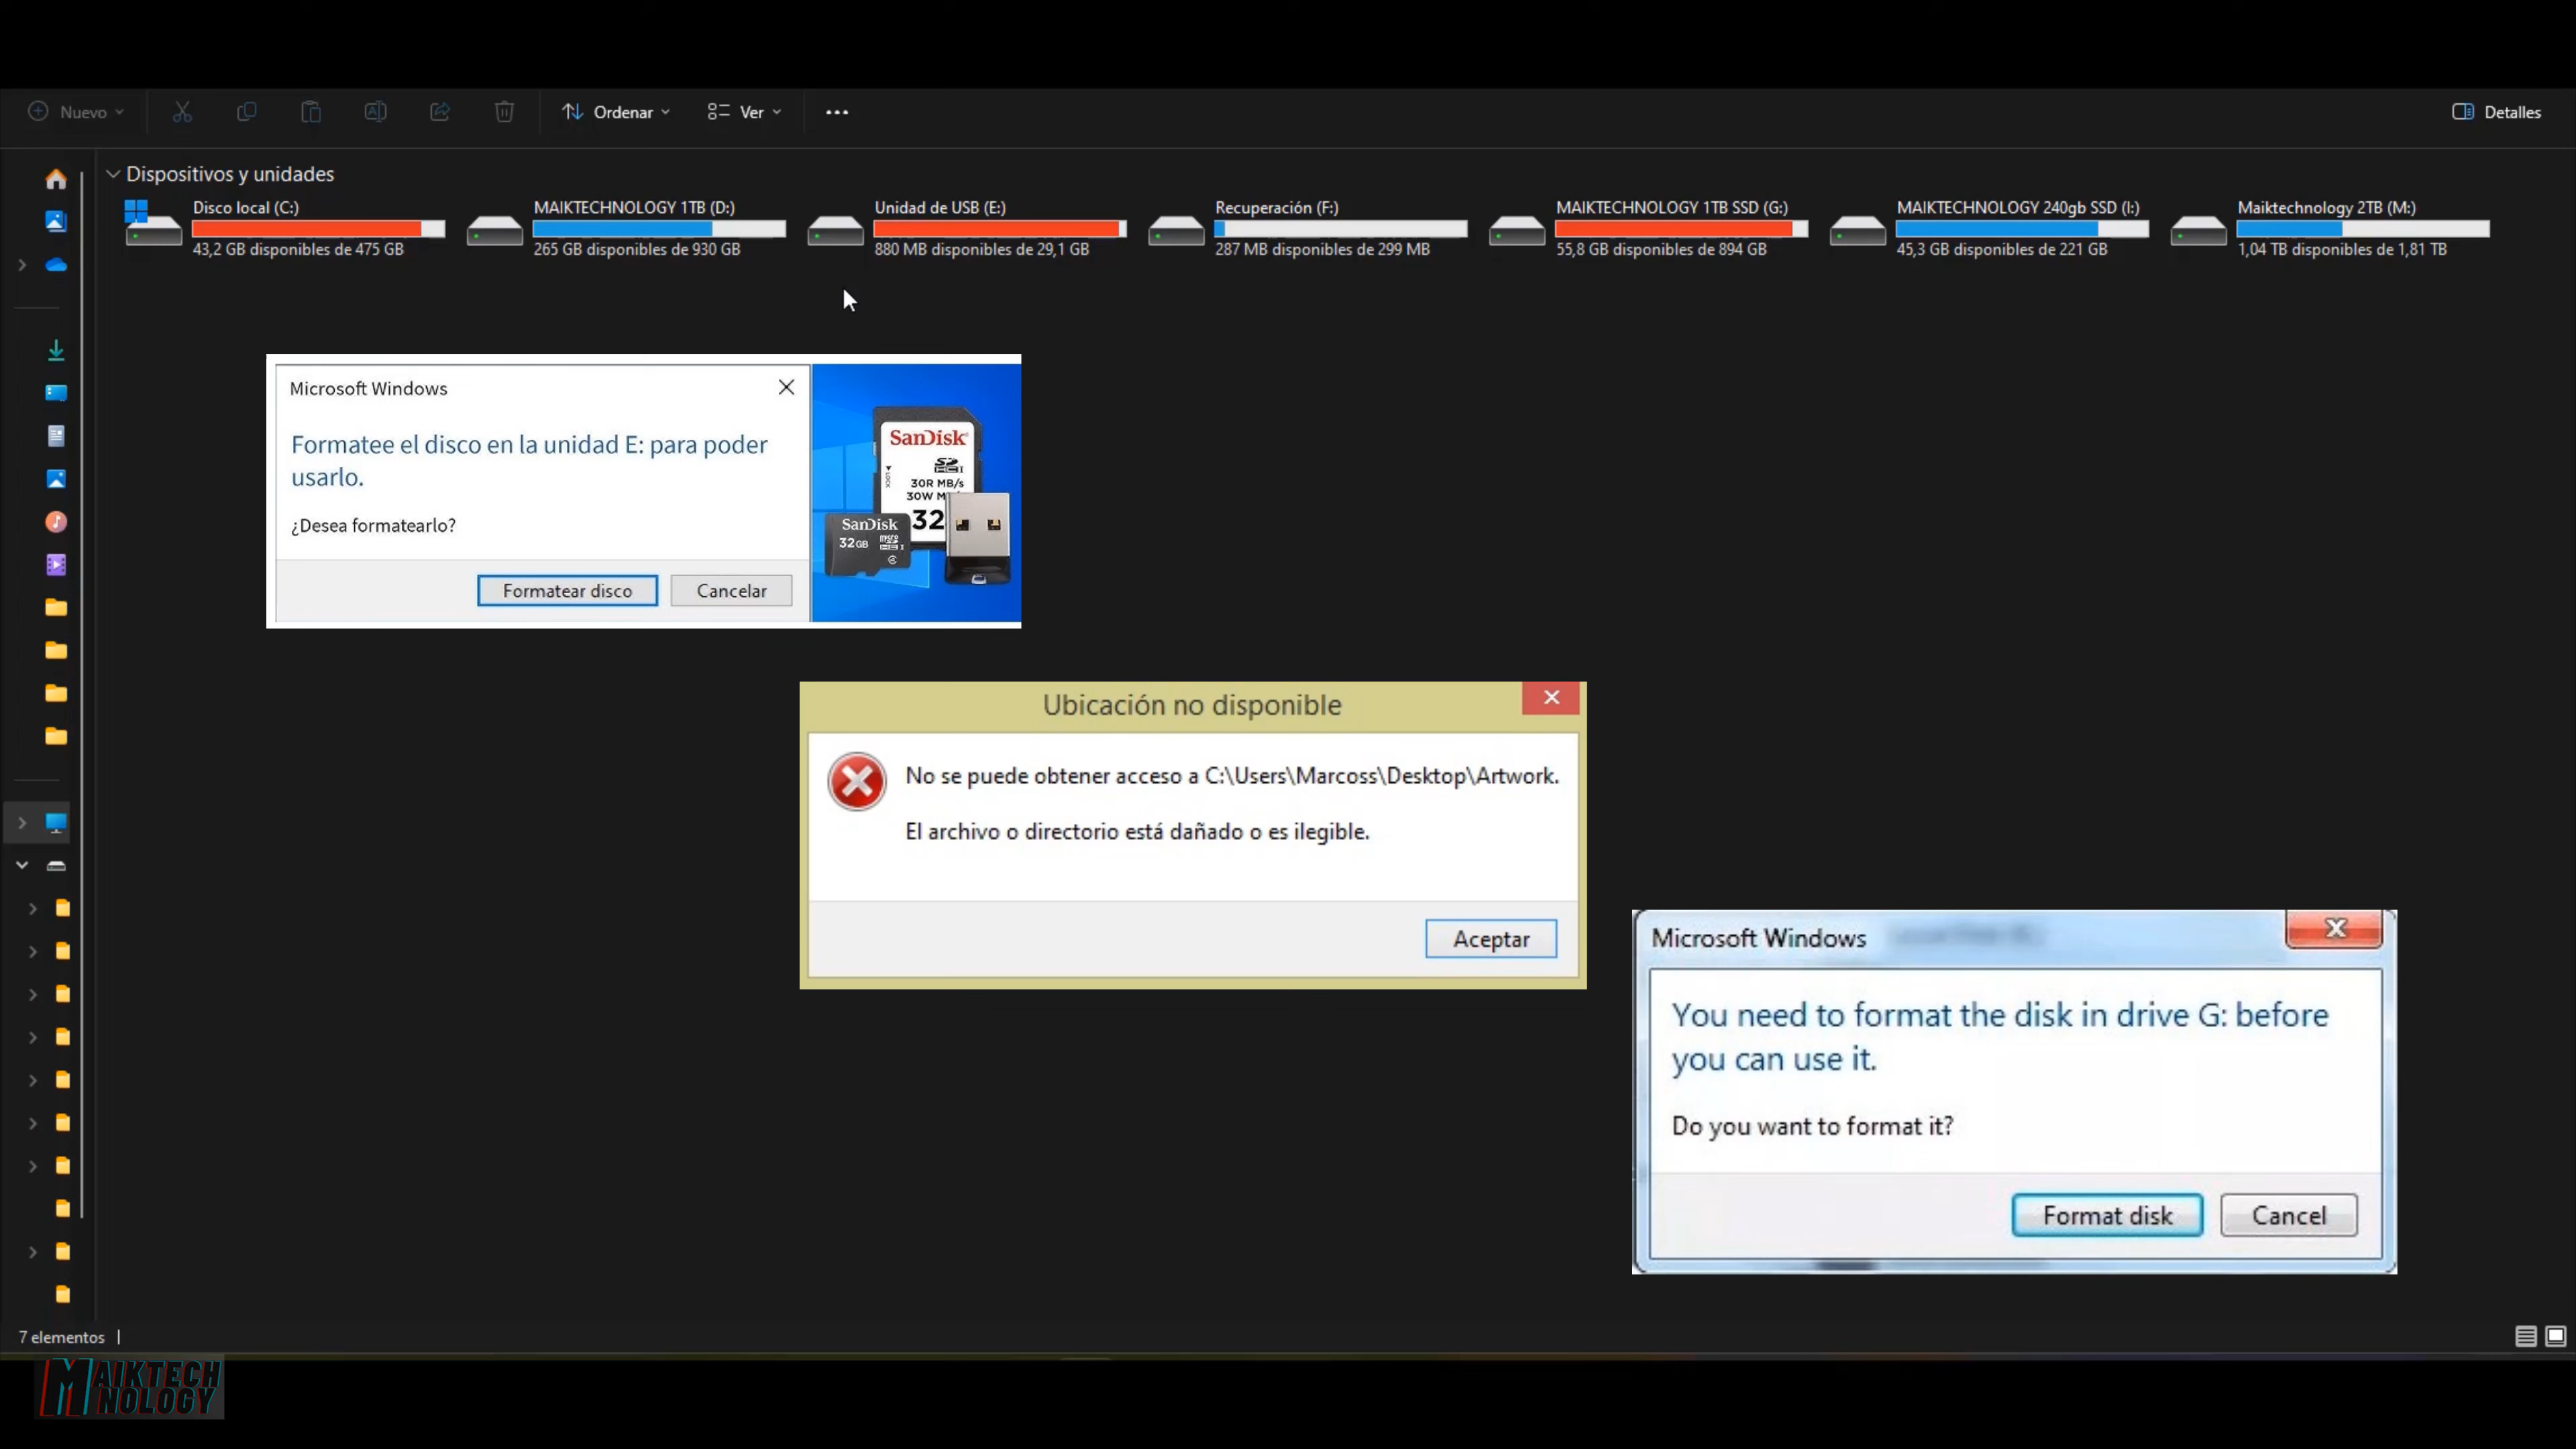 Nuevo
Ordenar
Ver
Detalles
Dispositivos y unidades
Disco local (C:)
43,2 GB disponibles de 475 GB
MAIKTECHNOLOGY 1TB (D:)
265 GB disponibles de 930 GB
Unidad de USB (E:)
880 MB disponibles de 29,1 GB
Recuperación (F:)
287 MB disponibles de 299 MB
MAIKTECHNOLOGY 1TB SSD (G:)
55,8 GB disponibles de 894 GB
MAIKTECHNOLOGY 240gb SSD (I:)
45,3 GB disponibles de 221 GB
Maiktechnology 2TB (M:)
1,04 TB disponibles de 1,81 TB
Microsoft Windows
Formatee el disco en la unidad E: para poder
usarlo.
¿Desea formatearlo?
Formatear disco
Cancelar
SanDisk
LOCK
30R MB/s
30W M
32
SanDisk
32GB
micro
Ubicación no disponible
No se puede obtener acceso a C:\Users\Marcoss\Desktop\Artwork.
El archivo o directorio está dañado o es ilegible.
Aceptar
Microsoft Windows
You need to format the disk in drive G: before
you can use it.
Do you want to format it?
Format disk
Cancel
7 elementos
MAIKTECH
NOLOGY